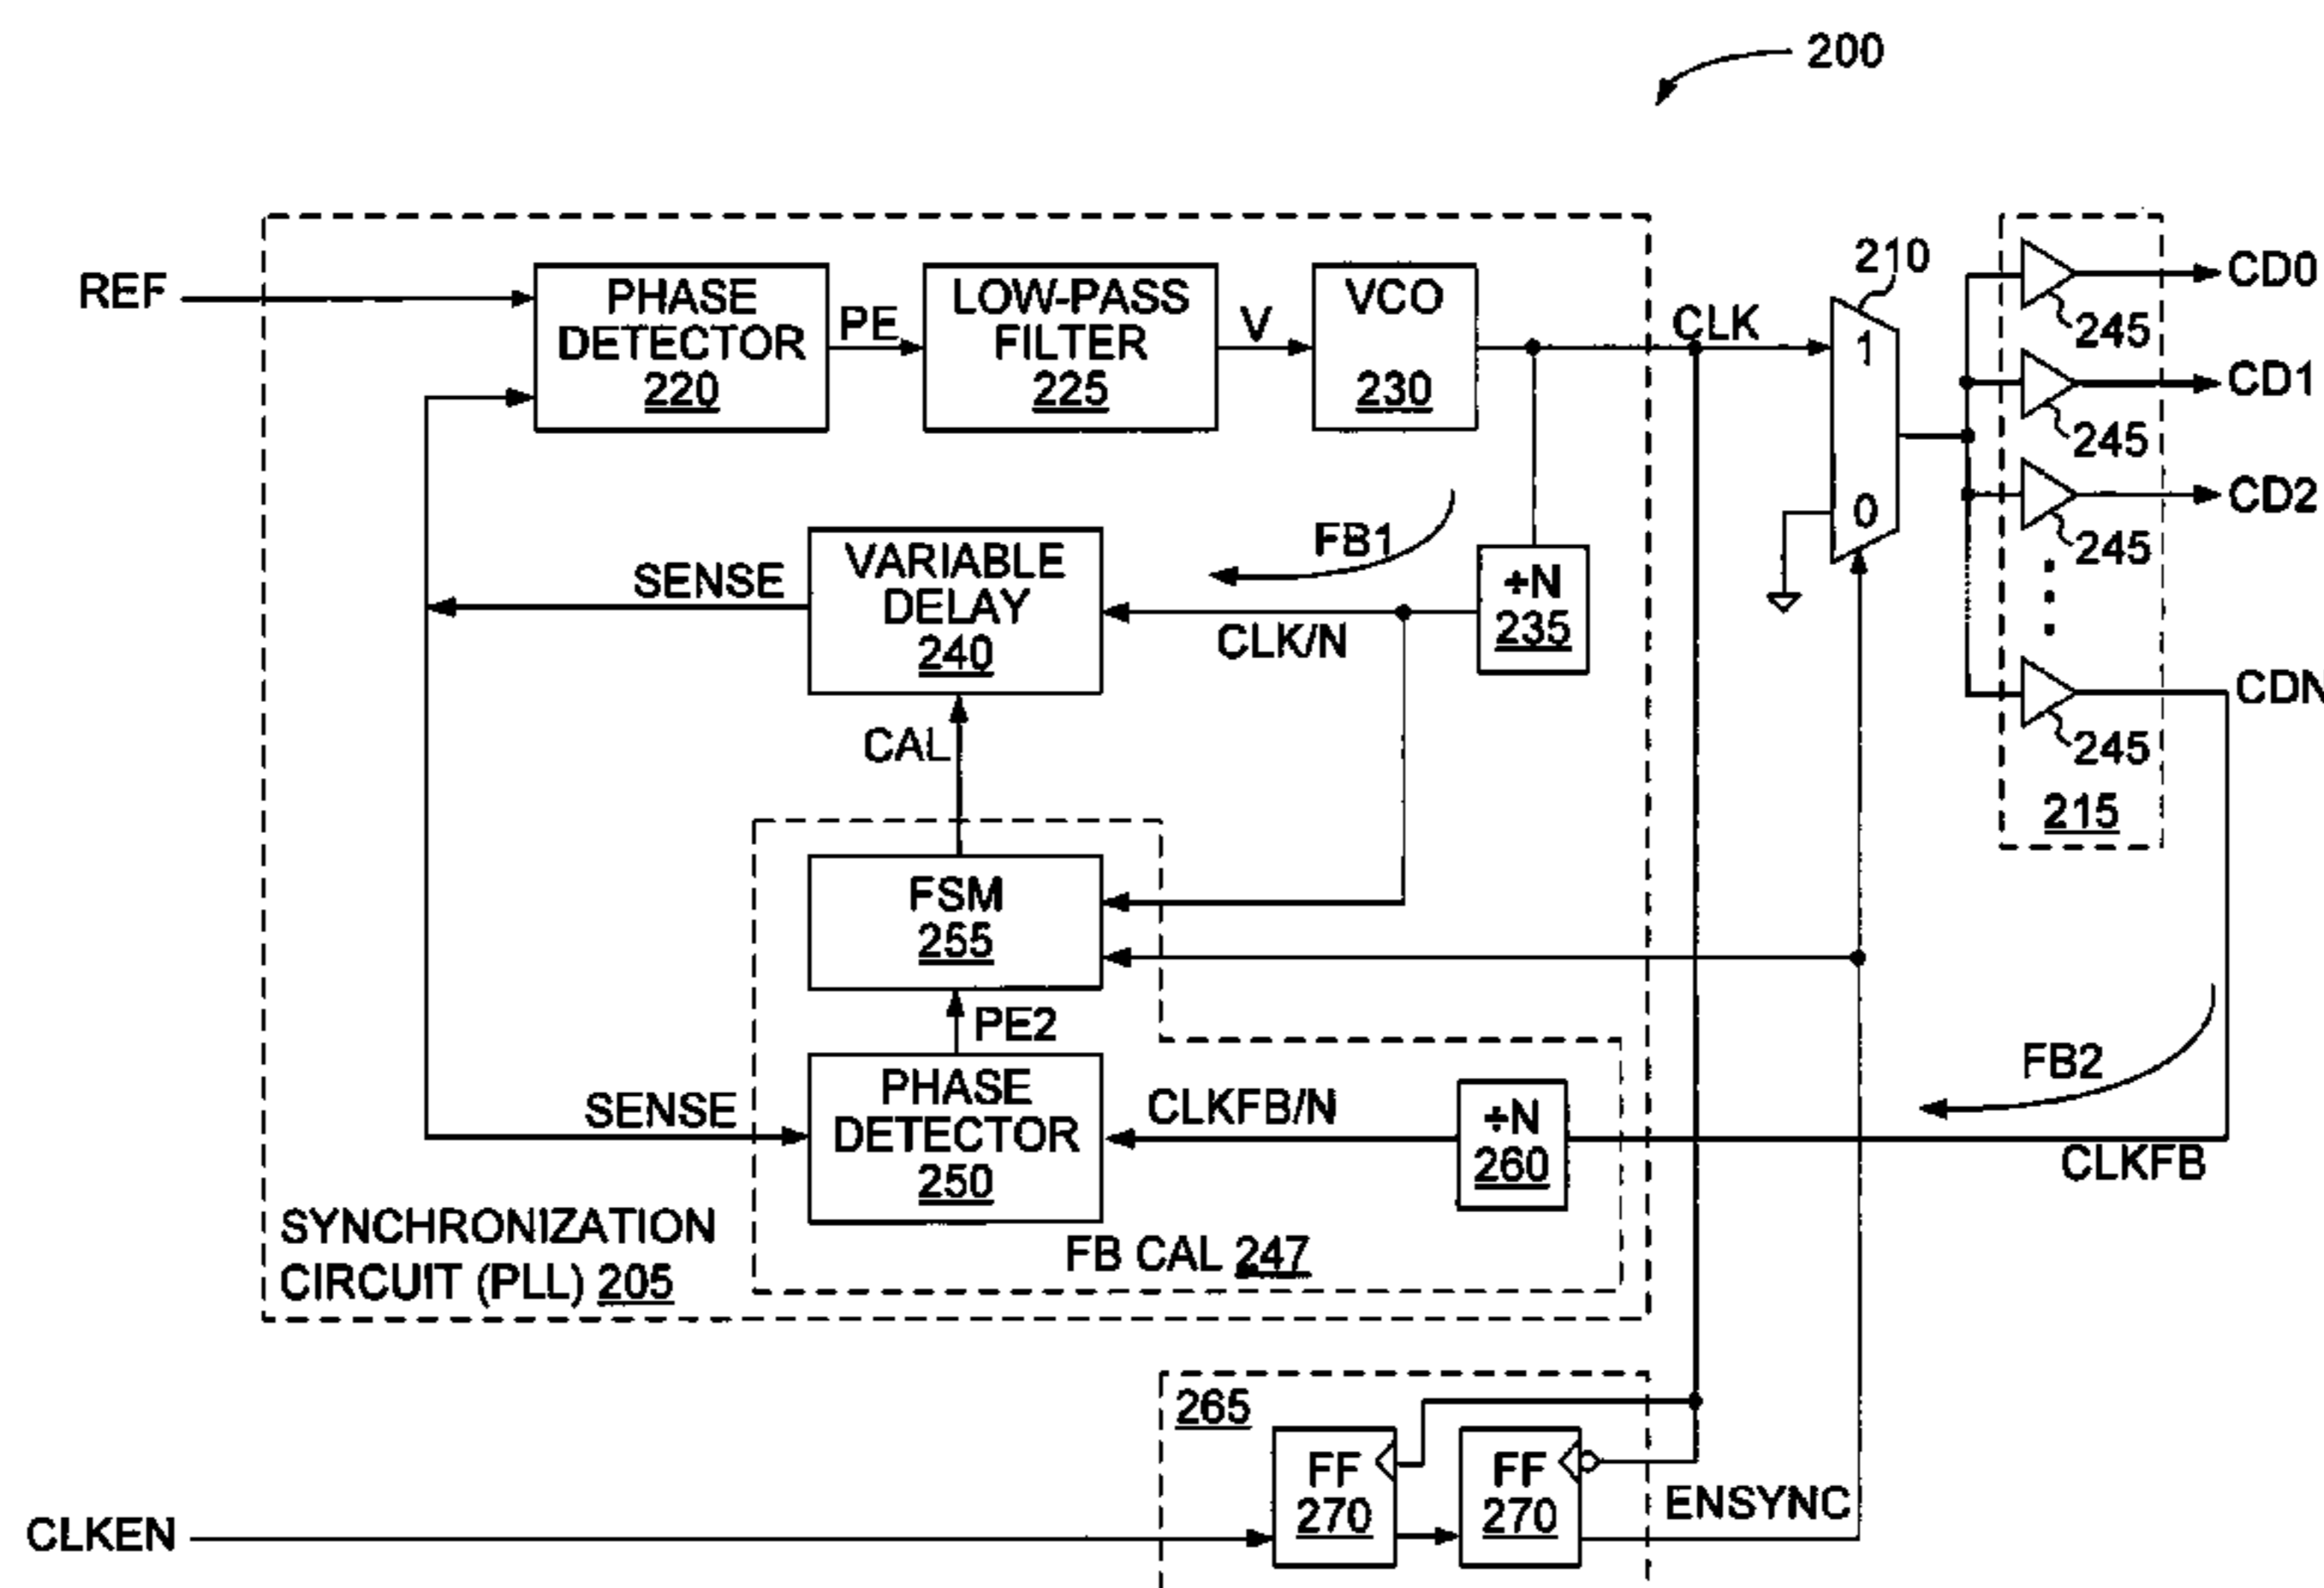 200
REF
PHASE
DETECTOR
220
PE
LOW-PASS
FILTER
225
V
VCO
230
CLK
210
1
0
CD0
245
CD1
245
CD2
245
CDN
245
215
SENSE
VARIABLE
DELAY
240
FB1
CLK/N
÷N
235
CAL
FSM
255
PE2
SENSE
PHASE
DETECTOR
250
CLKFB/N
÷N
260
FB2
CLKFB
FB CAL 247
SYNCHRONIZATION
CIRCUIT (PLL) 205
265
FF
270
FF
270
ENSYNC
CLKEN